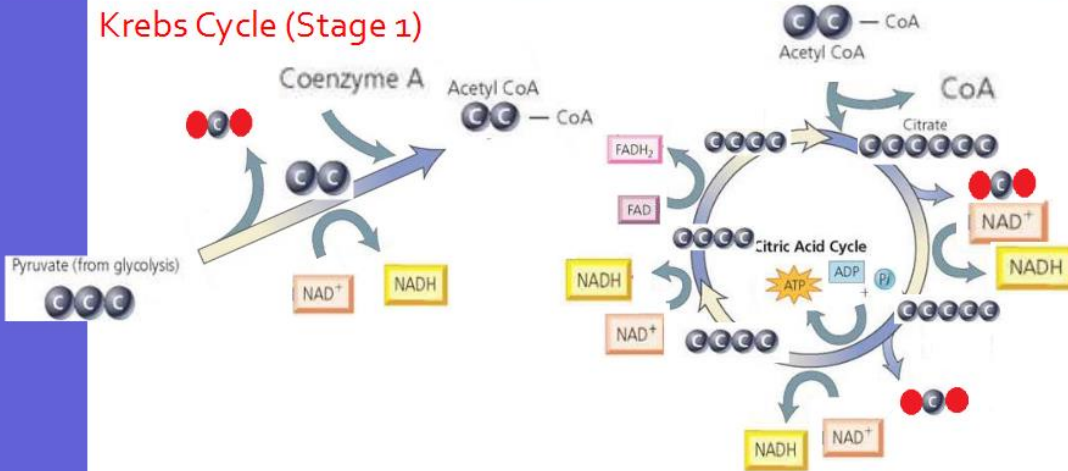 Krebs Cycle (Stage 1)
Coenzyme A
Acetyl CoA
C C — CoA
C
C C
Pyruvate (from glycolysis)
C C C
NAD+
NADH
C C — CoA
Acetyl CoA
CoA
Citrate
C C C C C C
C C C C
FADH₂
FAD
C
NAD+
NADH
C C C C
Citric Acid Cycle
ATP
ADP
+
Pi
NADH
NAD+
C C C C C
C C C C
C
NADH
NAD+